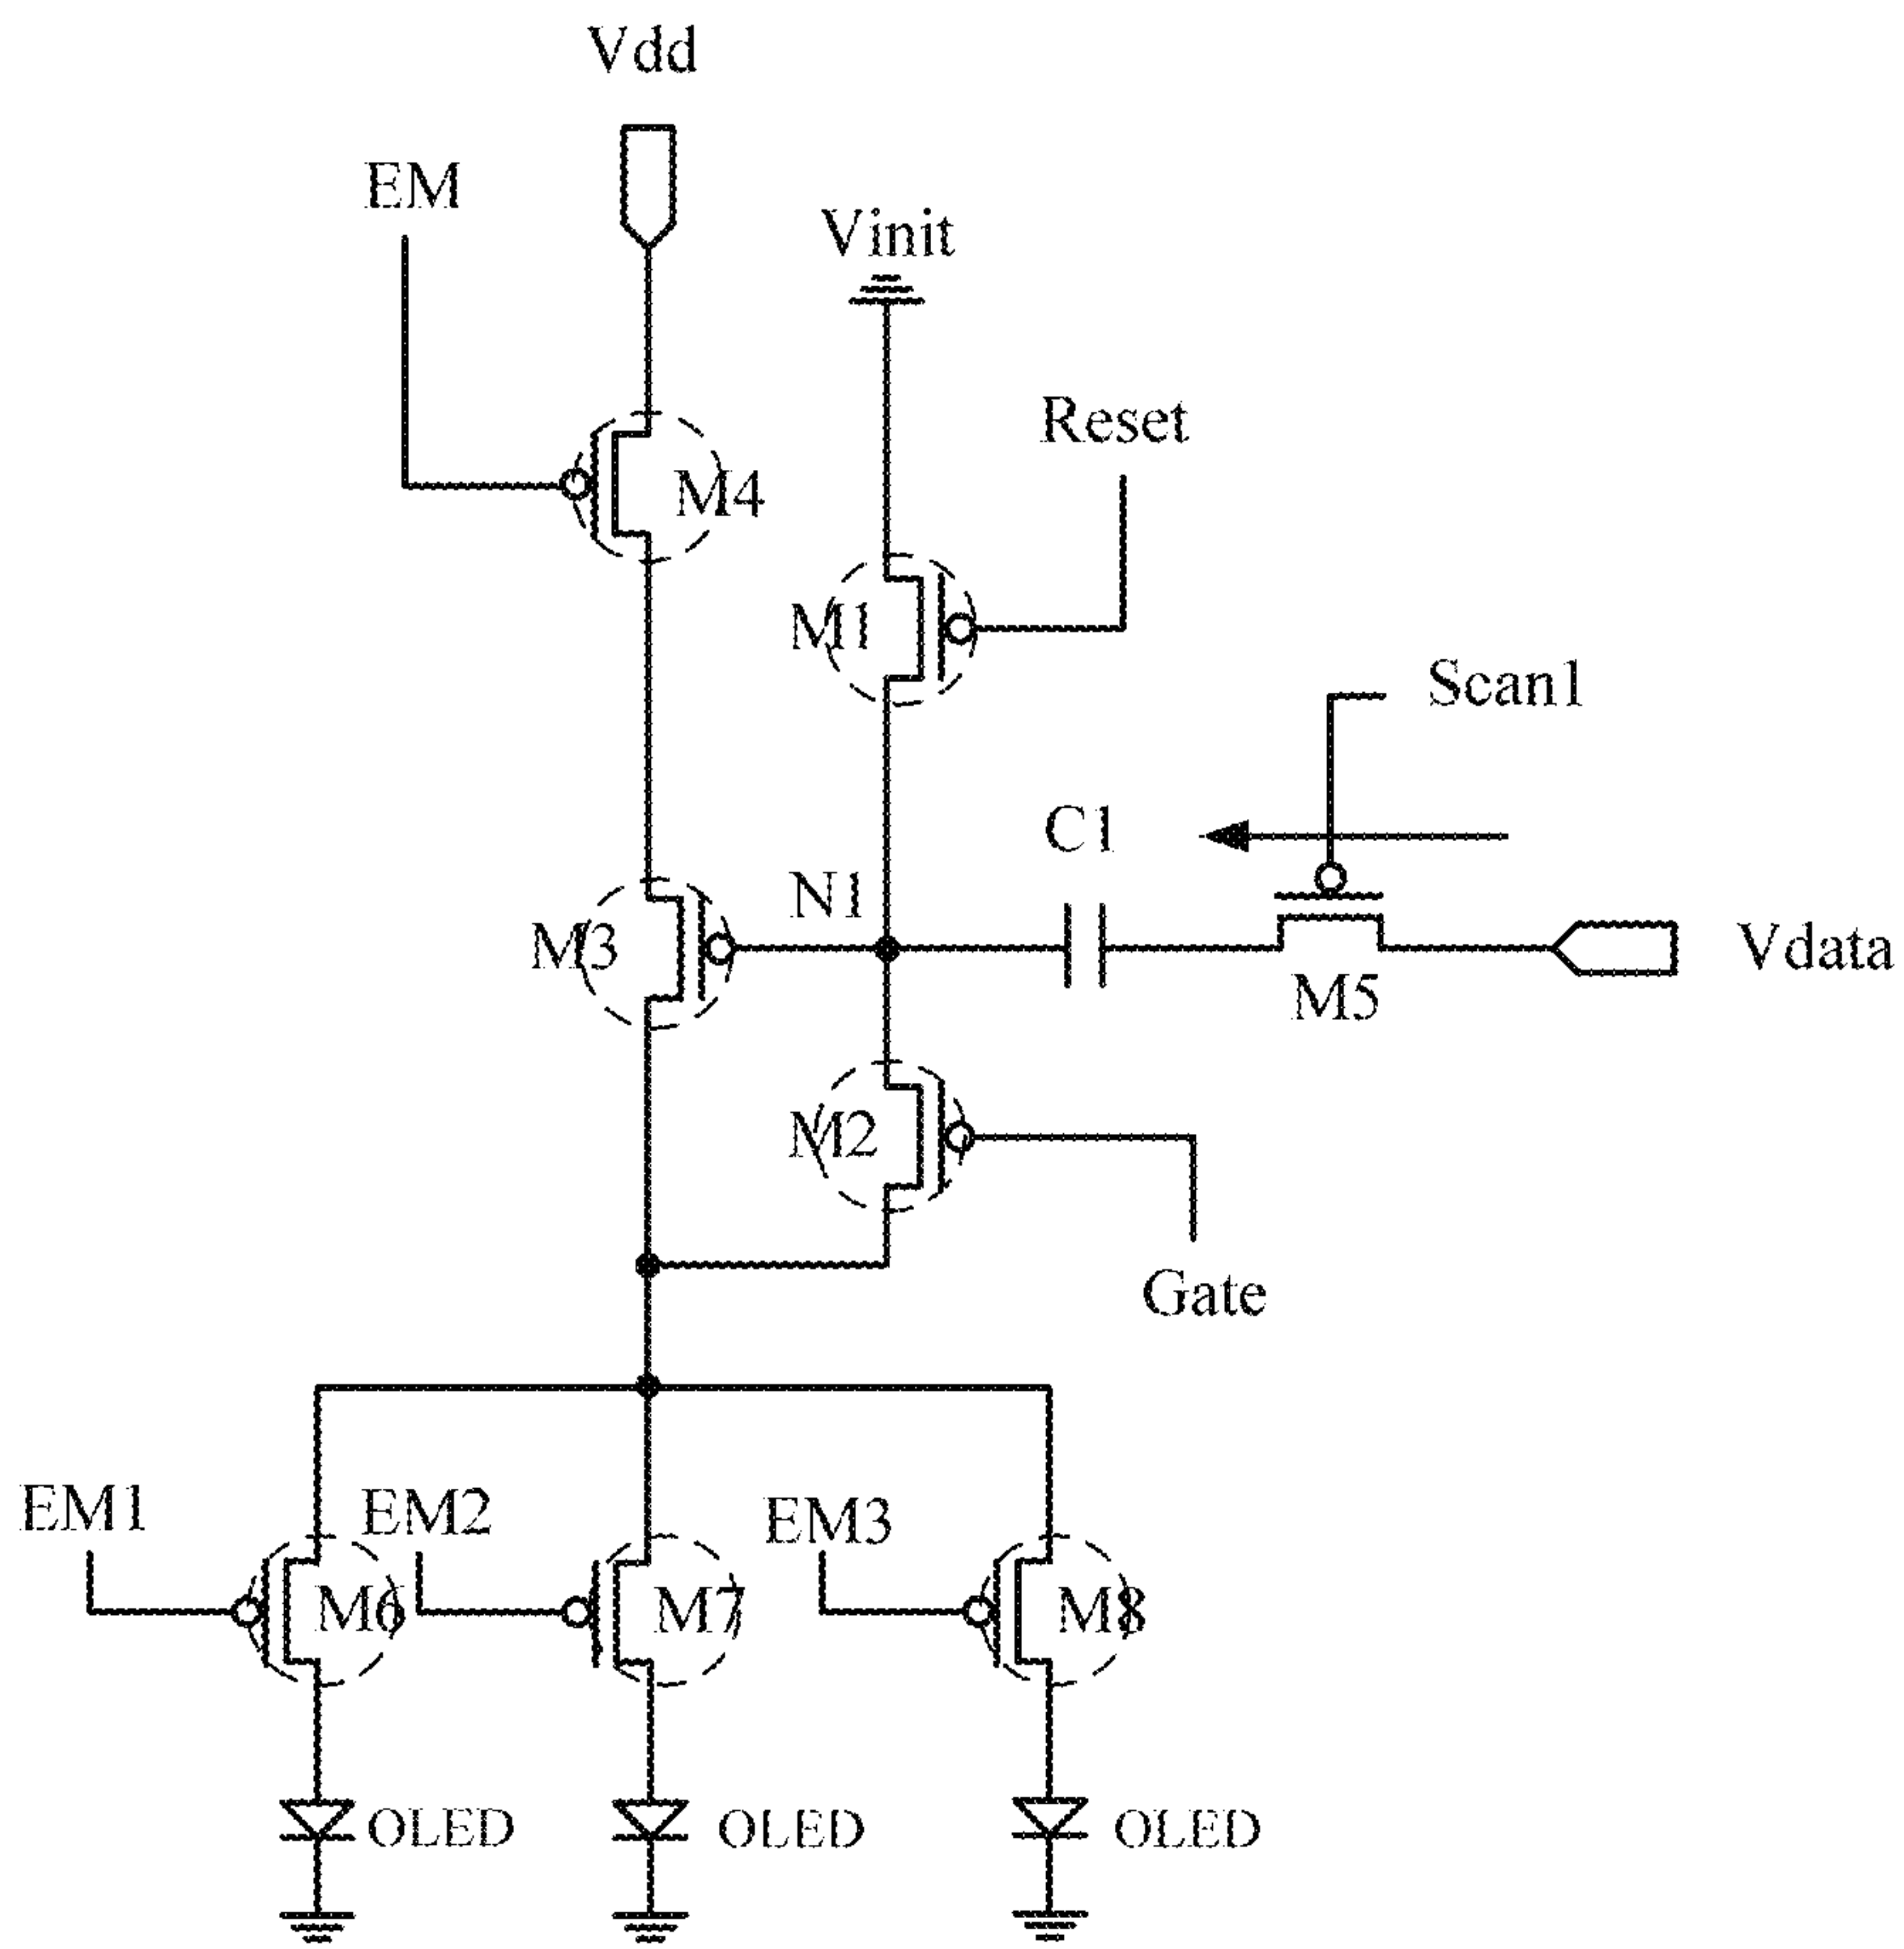 Vdd
EM
Vinit
Reset
M4
M1
Scan1
C1
N1
M3
Vdata
M5
M2
Gate
EM1
EM2
EM3
M6
M7
M8
OLED
OLED
OLED